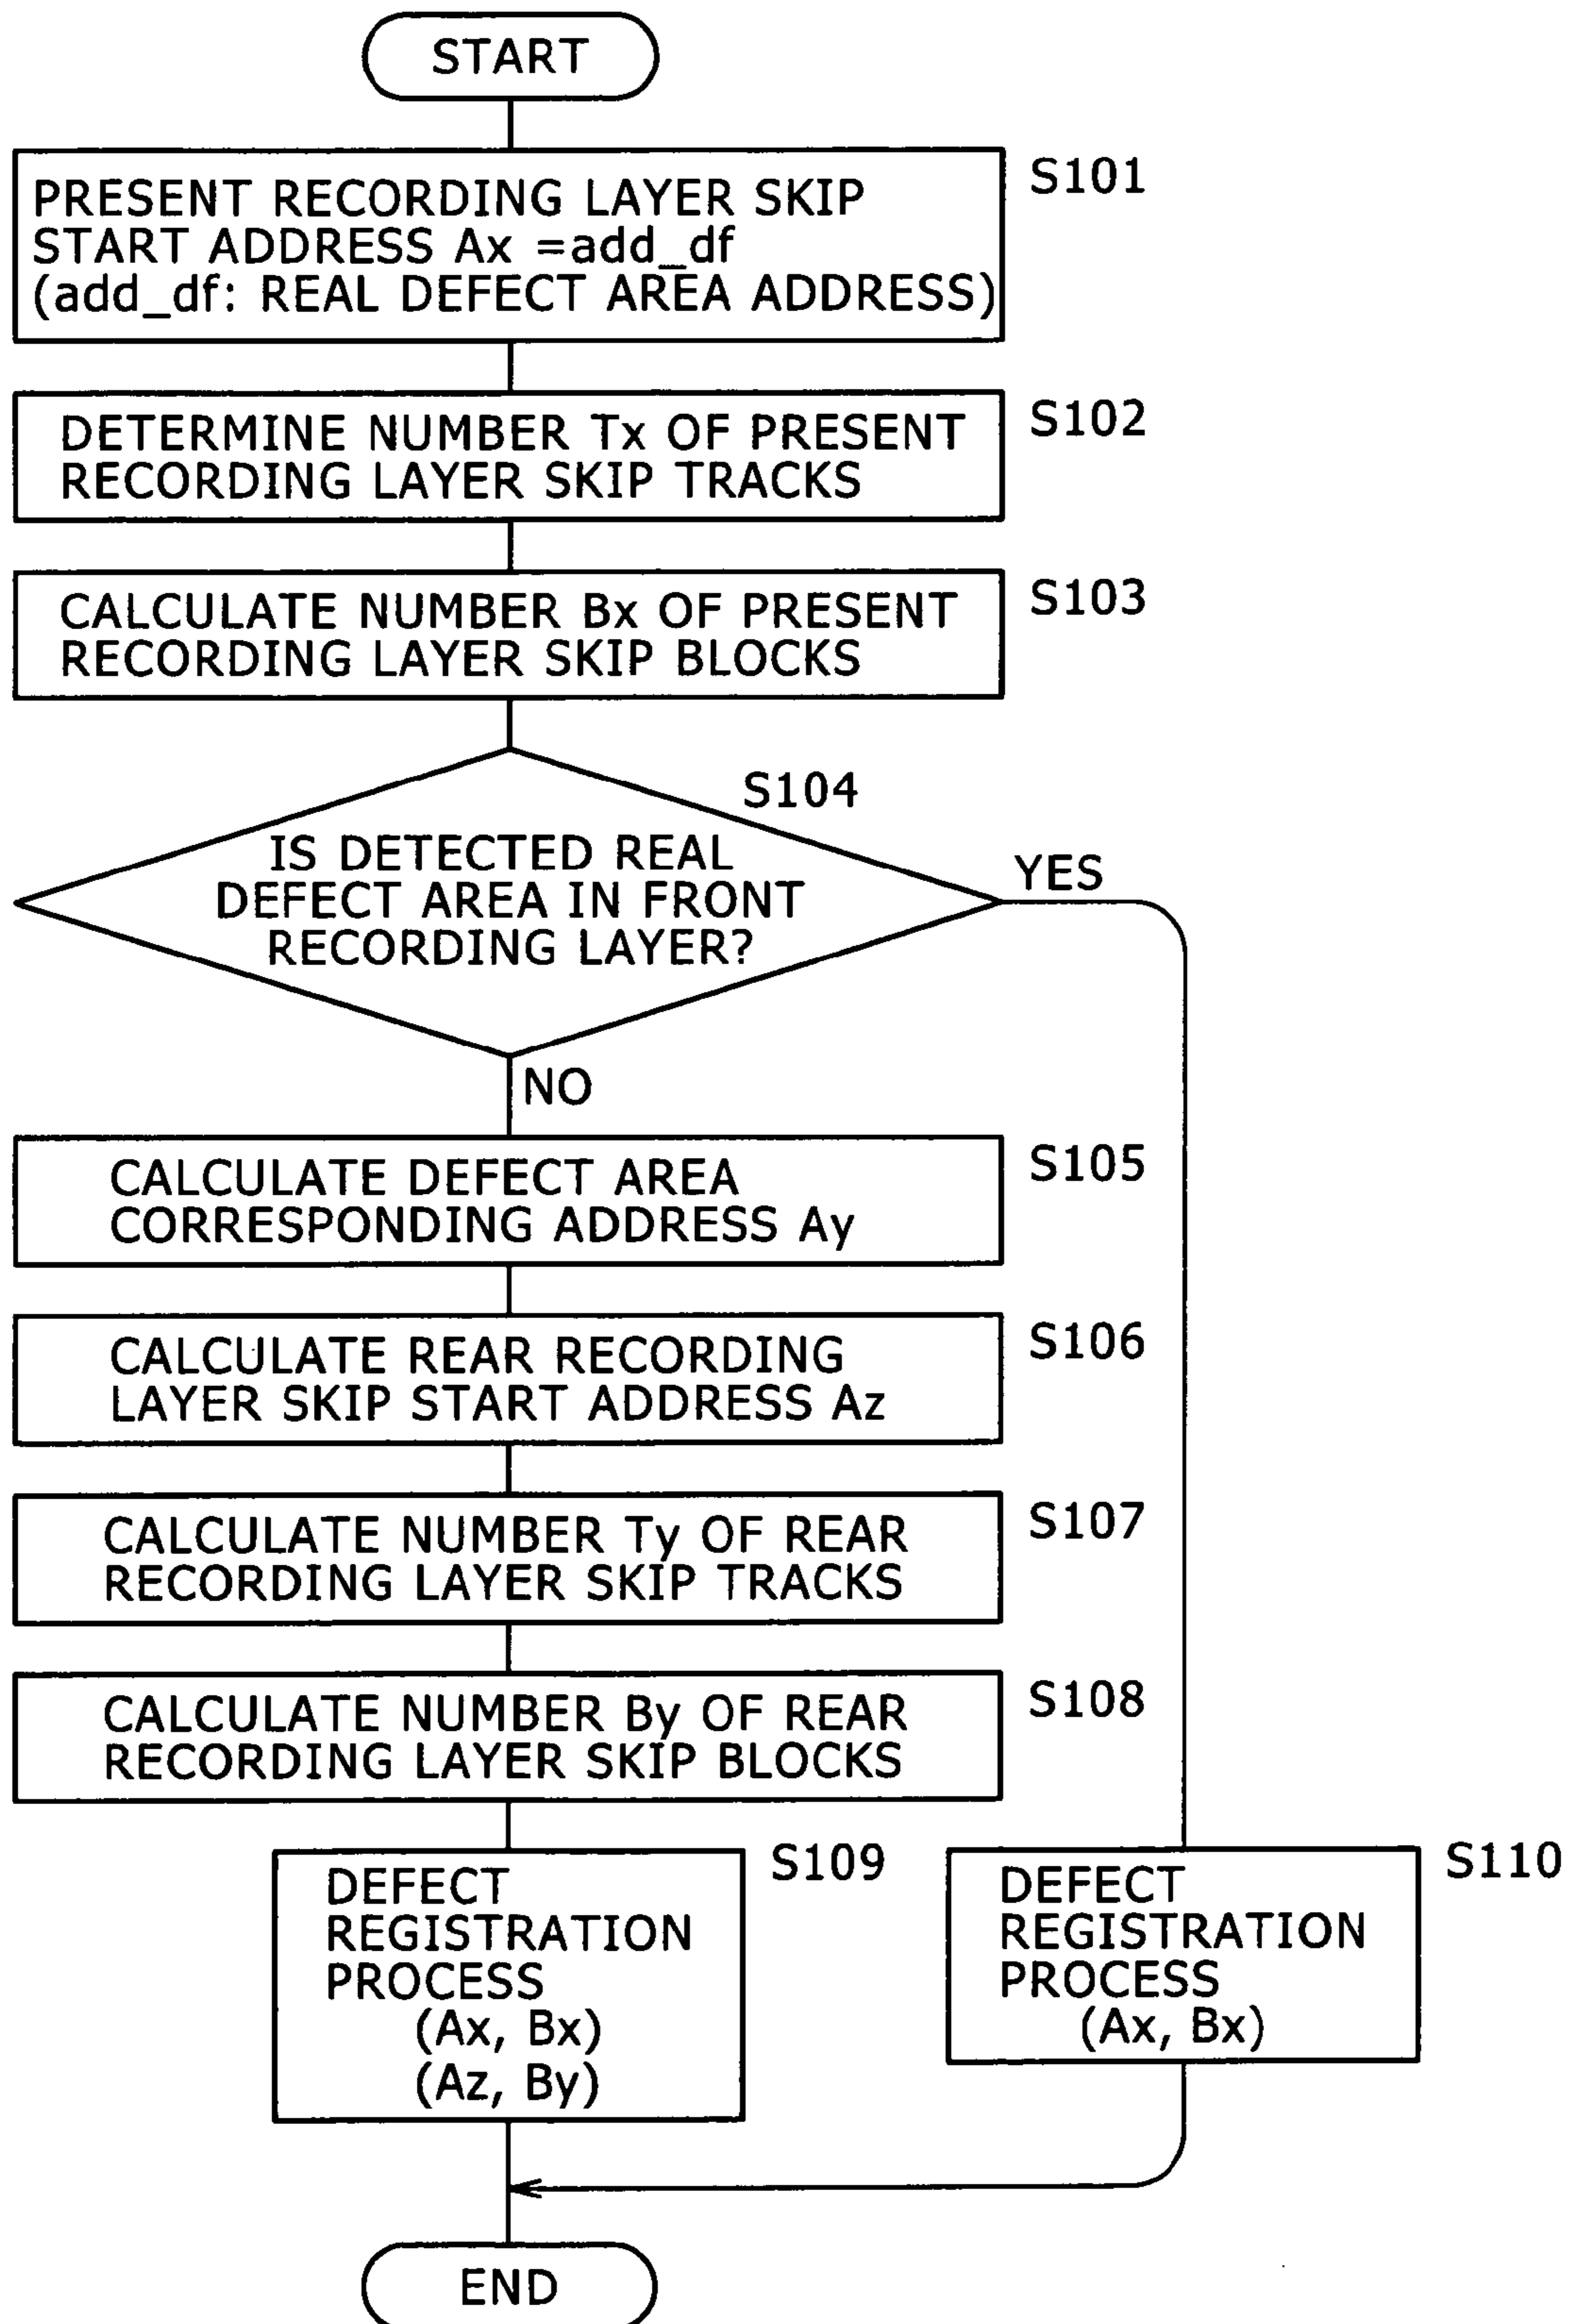 START
PRESENT RECORDING LAYER SKIP
START ADDRESS Ax =add_df
(add_df: REAL DEFECT AREA ADDRESS)
S101
DETERMINE NUMBER Tx OF PRESENT
RECORDING LAYER SKIP TRACKS
S102
CALCULATE NUMBER Bx OF PRESENT
RECORDING LAYER SKIP BLOCKS
S103
S104
IS DETECTED REAL
DEFECT AREA IN FRONT
RECORDING LAYER?
YES
NO
CALCULATE DEFECT AREA
CORRESPONDING ADDRESS Ay
S105
CALCULATE REAR RECORDING
LAYER SKIP START ADDRESS Az
S106
CALCULATE NUMBER Ty OF REAR
RECORDING LAYER SKIP TRACKS
S107
CALCULATE NUMBER By OF REAR
RECORDING LAYER SKIP BLOCKS
S108
DEFECT
REGISTRATION
PROCESS
(Ax, Bx)
(Az, By)
S109
DEFECT
REGISTRATION
PROCESS
(Ax, Bx)
S110
END